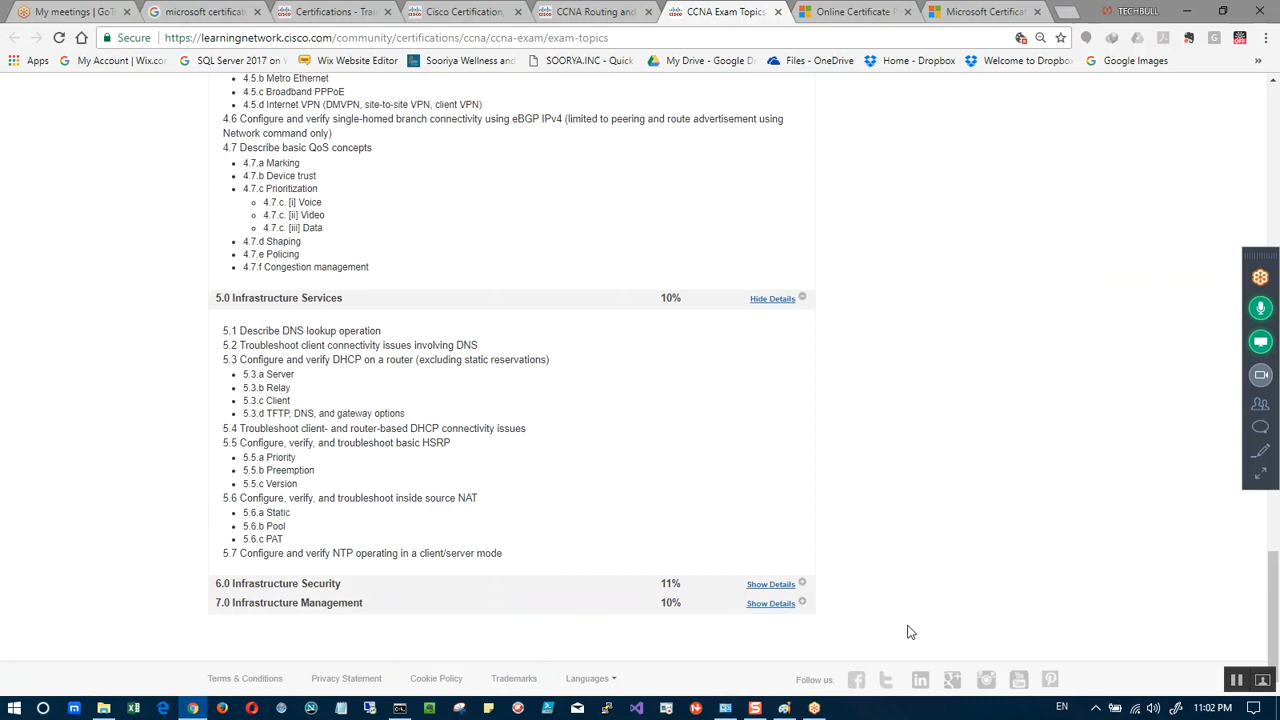 My meetings | GoTo
microsoft certificat
Certifications - Trai
Cisco Certification
CCNA Routing and
CCNA Exam Topics
Online Certificate P
Microsoft Certificat
TECHBULL
Secure
https://learningnetwork.cisco.com/community/certifications/ccna/ccna-exam/exam-topics
Apps
My Account | Wixcor
SQL Server 2017'de n
Wix Website Editor
Sooriya Wellness and
SOORYA.INC - Quick
My Drive - Google D
Files - OneDrive
Home - Dropbox
Welcome to Dropbox
Google Images
»
4.5.b Metro Ethernet
4.5.c Broadband PPPoE
4.5.d Internet VPN (DMVPN, site-to-site VPN, client VPN)
4.6 Configure and verify single-homed branch connectivity using eBGP IPv4 (limited to peering and route advertisement using
Network command only)
4.7 Describe basic QoS concepts
4.7.a Marking
4.7.b Device trust
4.7.c Prioritization
4.7.c. [i] Voice
4.7.c. [ii] Video
4.7.c. [iii] Data
4.7.d Shaping
4.7.e Policing
4.7.f Congestion management
5.0 Infrastructure Services 10% Hide Details
5.1 Describe DNS lookup operation
5.2 Troubleshoot client connectivity issues involving DNS
5.3 Configure and verify DHCP on a router (excluding static reservations)
5.3.a Server
5.3.b Relay
5.3.c Client
5.3.d TFTP, DNS, and gateway options
5.4 Troubleshoot client- and router-based DHCP connectivity issues
5.5 Configure, verify, and troubleshoot basic HSRP
5.5.a Priority
5.5.b Preemption
5.5.c Version
5.6 Configure, verify, and troubleshoot inside source NAT
5.6.a Static
5.6.b Pool
5.6.c PAT
5.7 Configure and verify NTP operating in a client/server mode
6.0 Infrastructure Security 11% Show Details
7.0 Infrastructure Management 10% Show Details
Terms & Conditions
Privacy Statement
Cookie Policy
Trademarks
Languages
Follow us:
EN
11:02 PM